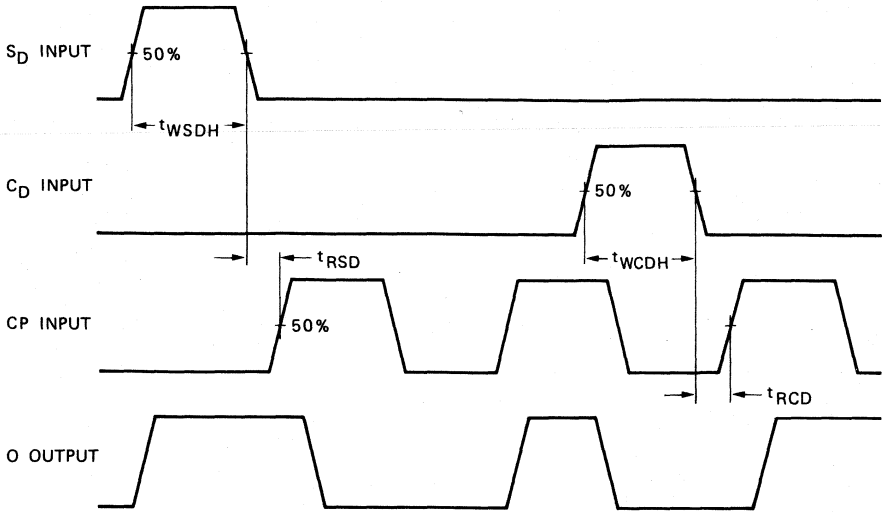 SD INPUT
50%
tWSDH
CD INPUT
50%
tWCDH
tRSD
CP INPUT
50%
tRCD
O OUTPUT